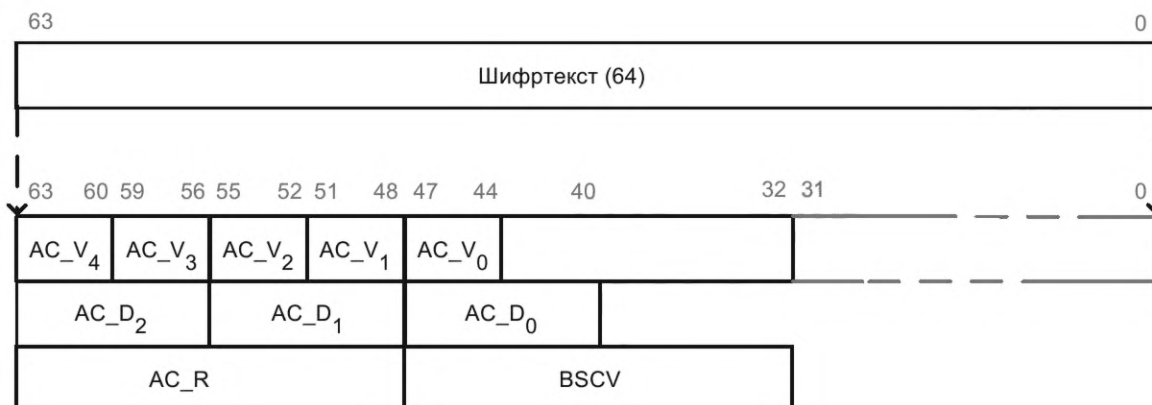 63 0
Шифртекст (64)
63 60 59 56 55 52 51 48 47 44 40 32 31 0
AC_V4 AC_V3 AC_V2 AC_V1 AC_V0
AC_D2 AC_D1 AC_D0
AC_R BSCV